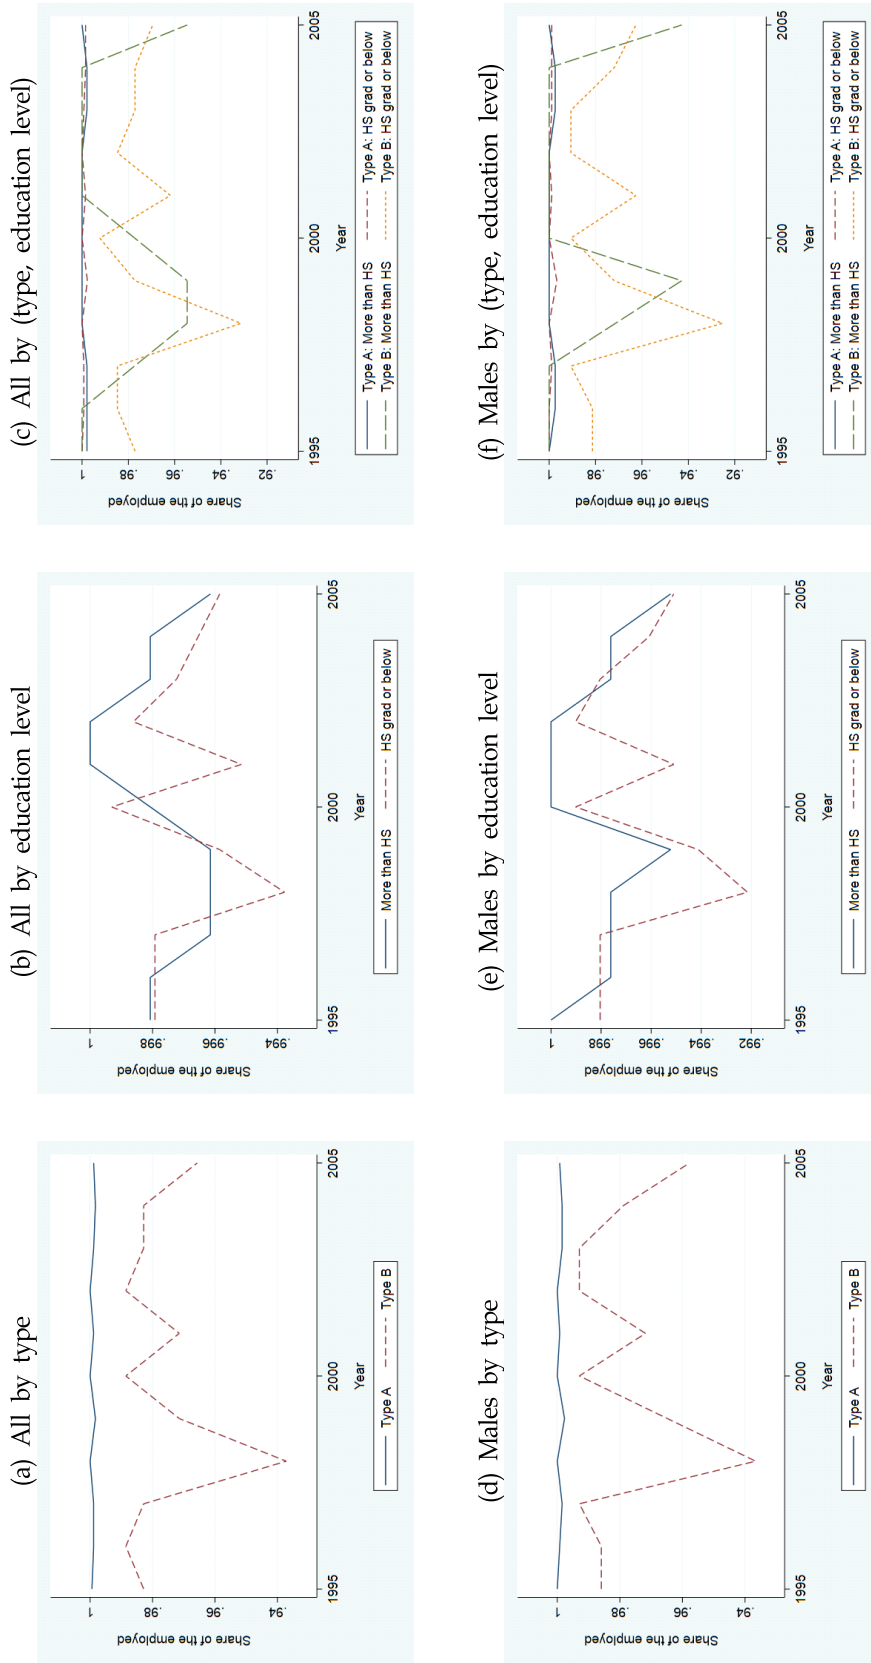 (a) All by type
Share of the employed
1
.98
.96
.94
1995 2000 2005
Year
Type A Type B
(b) All by education level
Share of the employed
1
.998
.996
.994
1995 2000 2005
Year
More than HS HS grad or below
(c) All by (type, education level)
Share of the employed
1
.98
.96
.94
.92
1995 2000 2005
Year
Type A: More than HS Type A: HS grad or below
Type B: More than HS Type B: HS grad or below
(d) Males by type
Share of the employed
1
.98
.96
.94
1995 2000 2005
Year
Type A Type B
(e) Males by education level
Share of the employed
1
.998
.996
.994
.992
1995 2000 2005
Year
More than HS HS grad or below
(f) Males by (type, education level)
Share of the employed
1
.98
.96
.94
.92
1995 2000 2005
Year
Type A: More than HS Type A: HS grad or below
Type B: More than HS Type B: HS grad or below